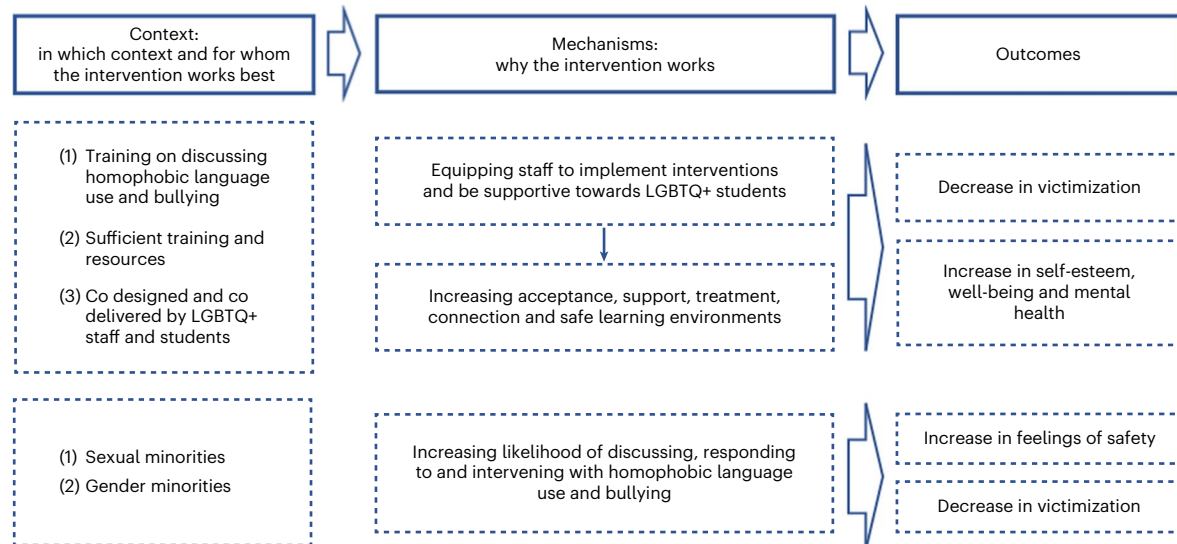 Context:
in which context and for whom
the intervention works best
Mechanisms:
why the intervention works
Outcomes
(1) Training on discussing
homophobic language
use and bullying
(2) Sufficient training and
resources
(3) Co designed and co
delivered by LGBTQ+
staff and students
Equipping staff to implement interventions
and be supportive towards LGBTQ+ students
Increasing acceptance, support, treatment,
connection and safe learning environments
Decrease in victimization
Increase in self-esteem,
well-being and mental
health
(1) Sexual minorities
(2) Gender minorities
Increasing likelihood of discussing, responding
to and intervening with homophobic language
use and bullying
Increase in feelings of safety
Decrease in victimization